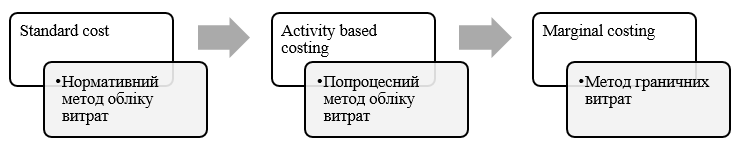 Standard cost
•Нормативний
метод обліку
витрат
Activity based
costing
•Попроцесний
метод обліку
витрат
Marginal costing
•Метод граничних
витрат